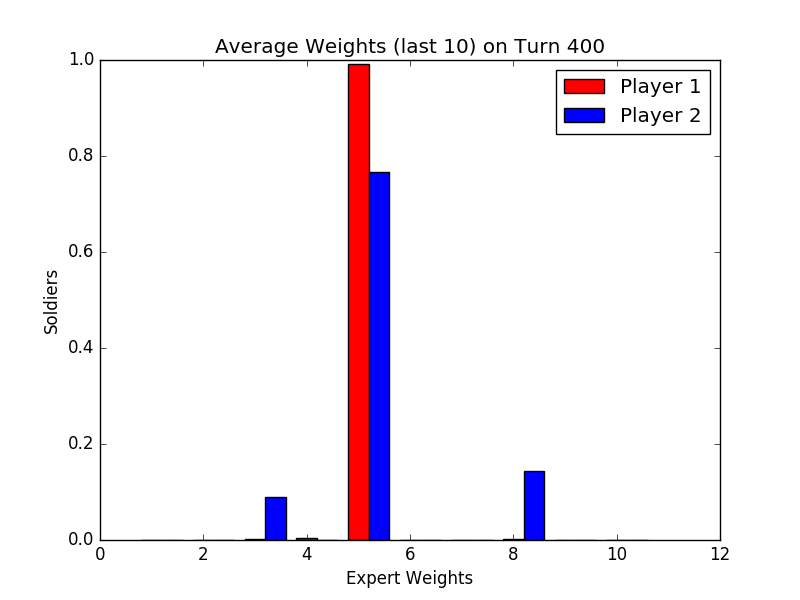 Average Weights (last 10) on Turn 400
Player 1
Player 2
1.0
0.8
0.6
0.4
0.2
0.0
Soldiers
0 2 4 6 8 10 12
Expert Weights